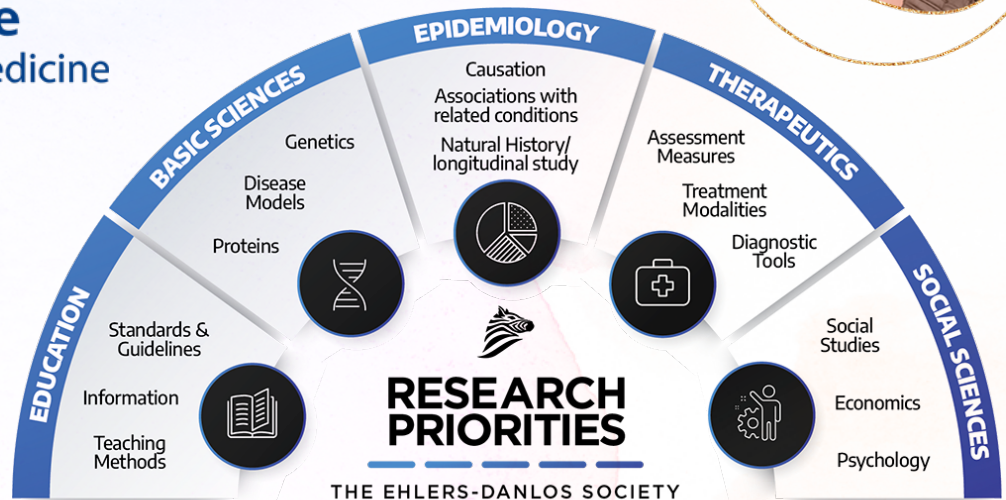 edicine
EDUCATION
Standards &
Guidelines
Information
Teaching
Methods
BASIC SCIENCES
Genetics
Disease
Models
Proteins
EPIDEMIOLOGY
Causation
Associations with
related conditions
Natural History/
longitudinal study
THERAPEUTICS
Assessment
Measures
Treatment
Modalities
Diagnostic
Tools
SOCIAL SCIENCES
Social
Studies
Economics
Psychology
RESEARCH
PRIORITIES
THE EHLERS-DANLOS SOCIETY